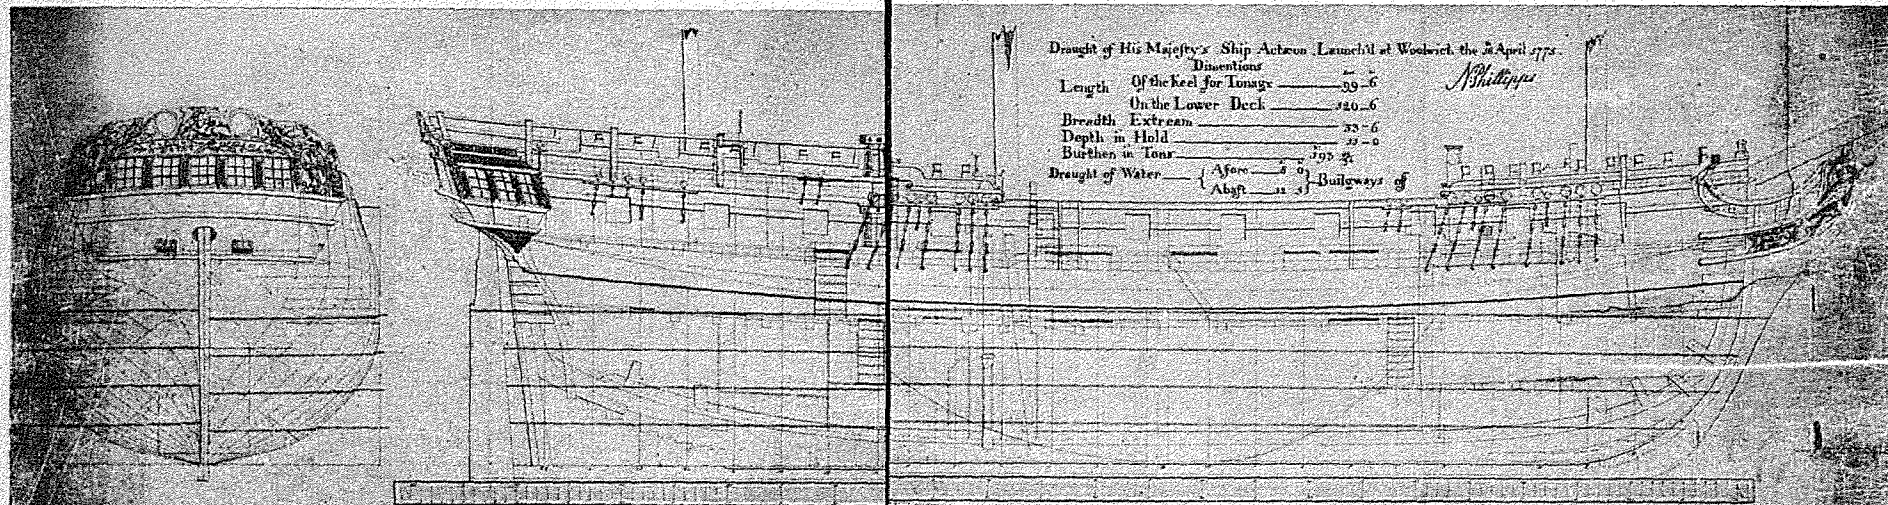 Draught of His Majesty's Ship Actæon, Launch'd at Woolwich the April 1775.
Dimentions
N Phillipps
Length Of the Keel for Tonage 99-6
On the Lower Deck 120-6
Breadth Extream 33-6
Depth in Hold
Burthen in Tons
Draught of Water Afore
Abaft Builgways of